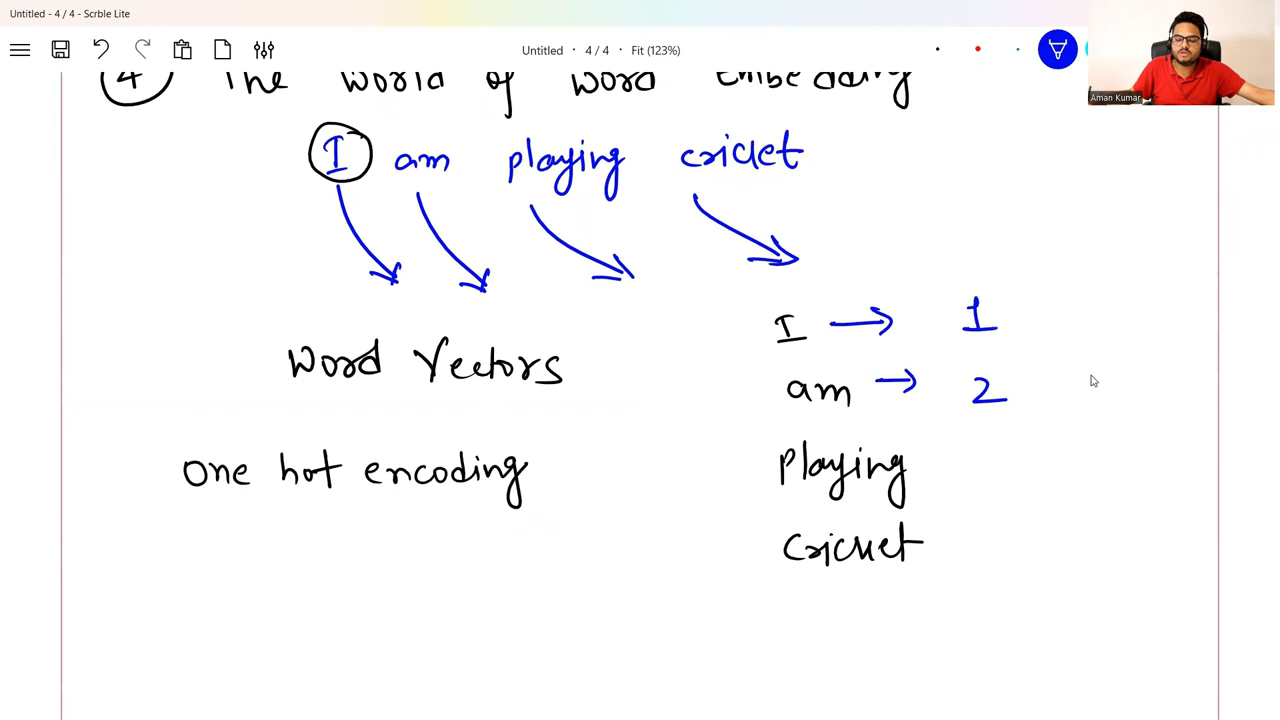 Untitled - 4 / 4 - Scrble Lite
Untitled • 4 / 4 • Fit (123%)
Aman Kumar
4 The World of Word Embedding
I am playing cricket
I → 1
Word Vectors
am → 2
One hot encoding
Playing
Cricket